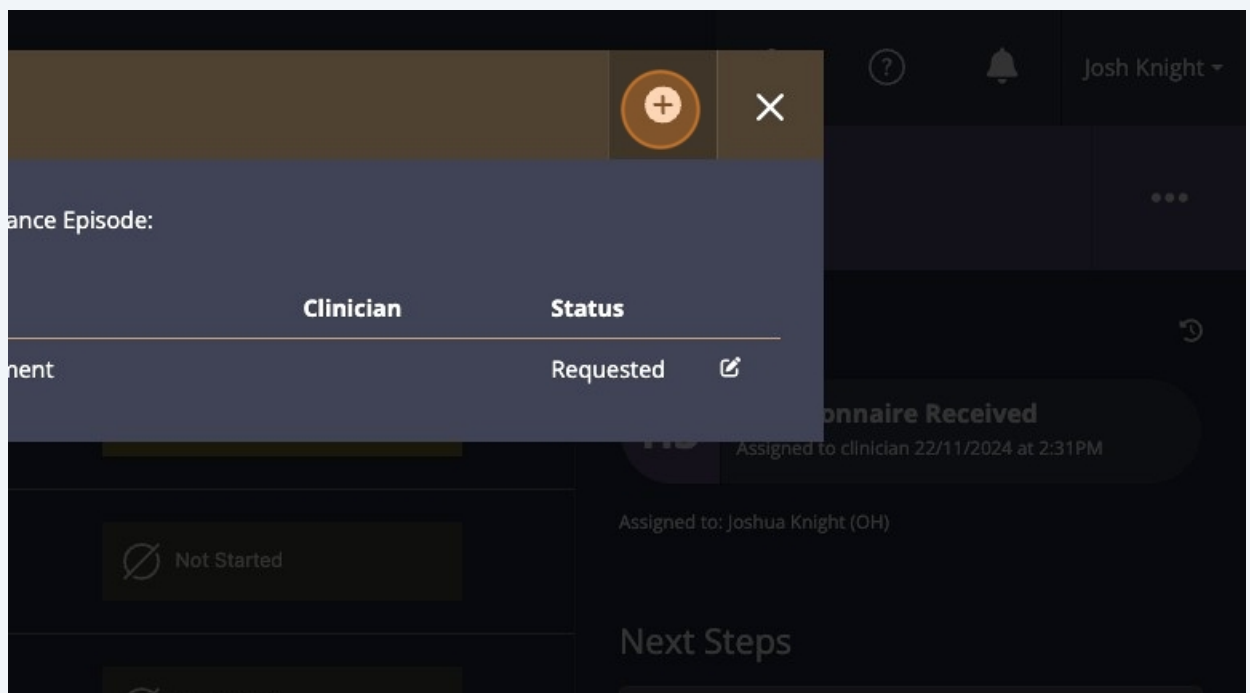 Josh Knight
ance Episode:
Clinician Status
nent Requested
onnaire Received
Assigned to clinician 22/11/2024 at 2:31PM
Assigned to: Joshua Knight (OH)
Not Started
Next Steps